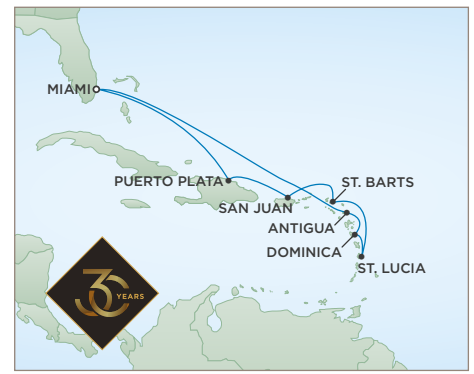 MIAMI
PUERTO PLATA
SAN JUAN
ST. BARTS
ANTIGUA
DOMINICA
ST. LUCIA
30
YEARS